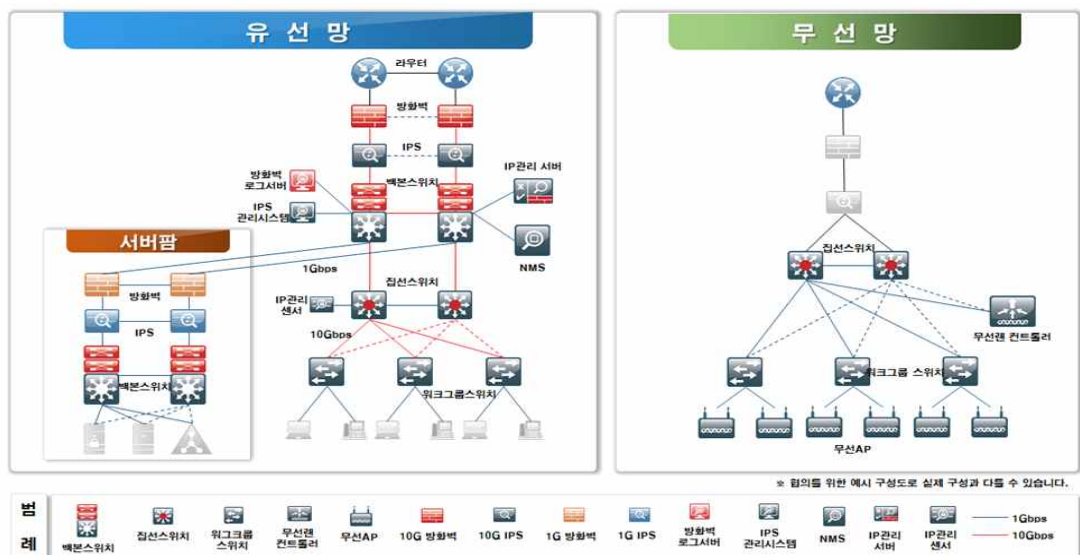 유선망
라우터
방화벽
IPS
백본스위치
방화벽
로그서버
IPS
관리시스템
IP관리 서버
NMS
서버팜
1Gbps
방화벽
IPS
백본스위치
집선스위치
IP관리
센서
10Gbps
워크그룹스위치
무선망
집선스위치
무선랜 컨트롤러
워크그룹 스위치
무선AP
※ 협의를 위한 예시 구성도로 실제 구성과 다를 수 있습니다.
범
례
백본스위치
집선스위치
워크그룹
스위치
무선랜
컨트롤러
무선AP
10G 방화벽
10G IPS
1G 방화벽
1G IPS
방화벽
로그서버
IPS
관리시스템
NMS
IP관리
서버
IP관리
센서
1Gbps
10Gbps